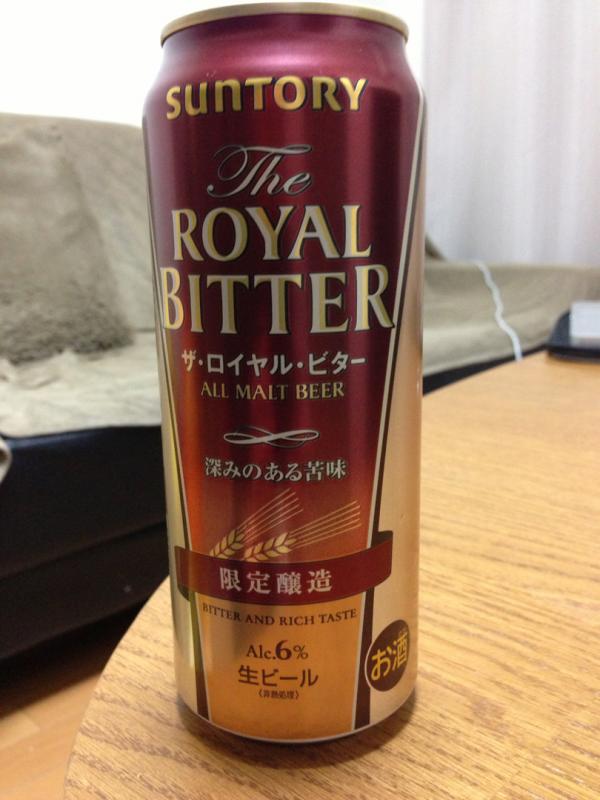 SUNTORY
The
ROYAL
BITTER
ザ・ロイヤル・ビター
ALL MALT BEER
深みのある苦味
限定醸造
BITTER AND RICH TASTE
Alc.6%
生ビール
〈非熱処理〉
お酒